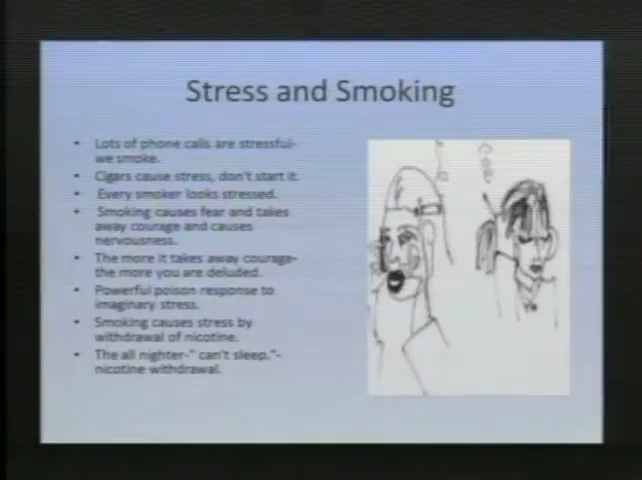 Stress and Smoking
• Lots of phone calls are stressful-
we smoke.
• Cigars cause stress, don't start it.
• Every smoker looks stressed.
• Smoking causes fear and takes
away courage and causes
nervousness.
• The more it takes away courage-
the more you are deluded.
• Powerful poison response to
imaginary stress.
• Smoking causes stress by
withdrawal of nicotine.
• The all nighter-" can't sleep."-
nicotine withdrawal.